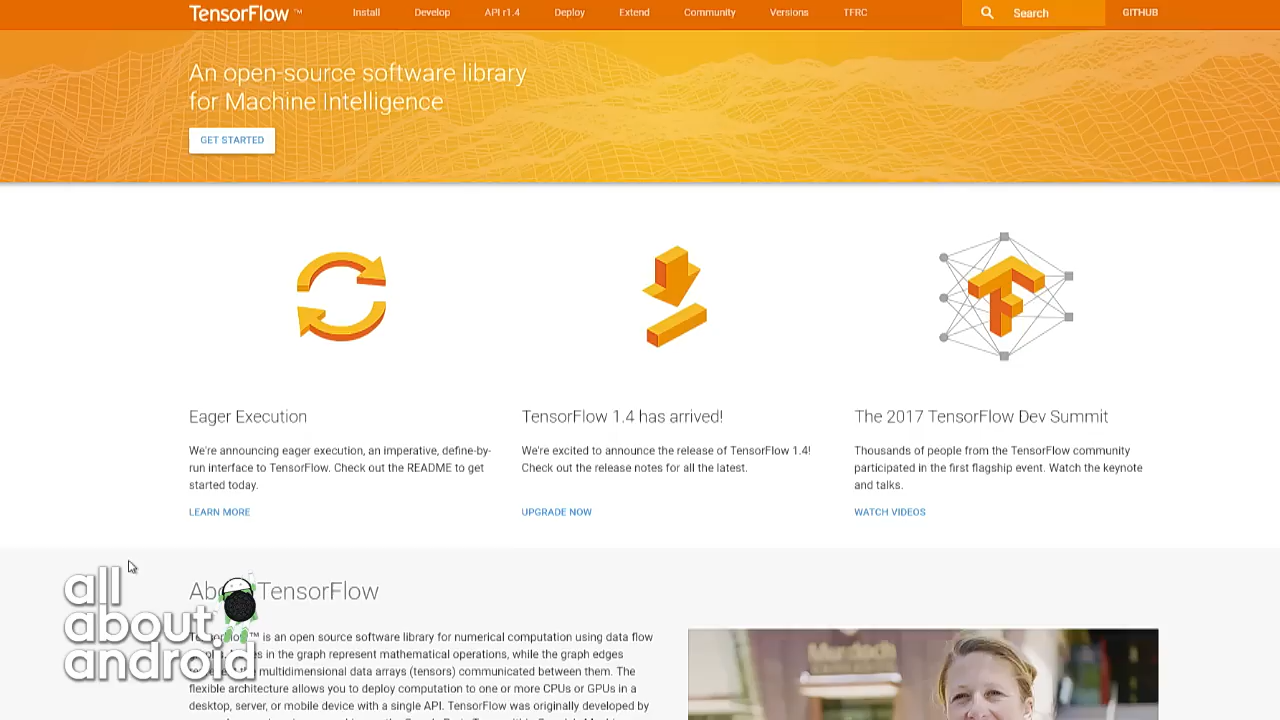 TensorFlow ™ Install Develop API r1.4 Deploy Extend Community Versions TFRC Search GITHUB
An open-source software library
for Machine Intelligence
GET STARTED
Eager Execution
We're announcing eager execution, an imperative, define-by-
run interface to TensorFlow. Check out the README to get
started today.
LEARN MORE
TensorFlow 1.4 has arrived!
We're excited to announce the release of TensorFlow 1.4!
Check out the release notes for all the latest.
UPGRADE NOW
The 2017 TensorFlow Dev Summit
Thousands of people from the TensorFlow community
participated in the first flagship event. Watch the keynote
and talks.
WATCH VIDEOS
TensorFlow
is an open source software library for numerical computation using data flow
in the graph represent mathematical operations, while the graph edges
multidimensional data arrays (tensors) communicated between them. The
flexible architecture allows you to deploy computation to one or more CPUs or GPUs in a
desktop, server, or mobile device with a single API. TensorFlow was originally developed by
all
about
android